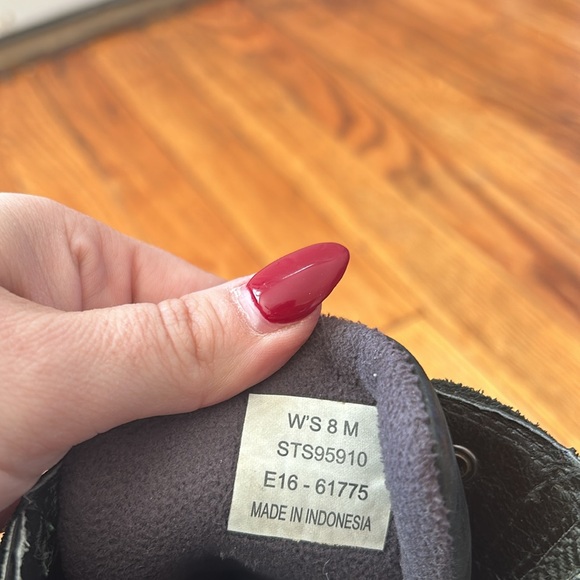 W'S 8 M
STS95910
E16 - 61775
MADE IN INDONESIA